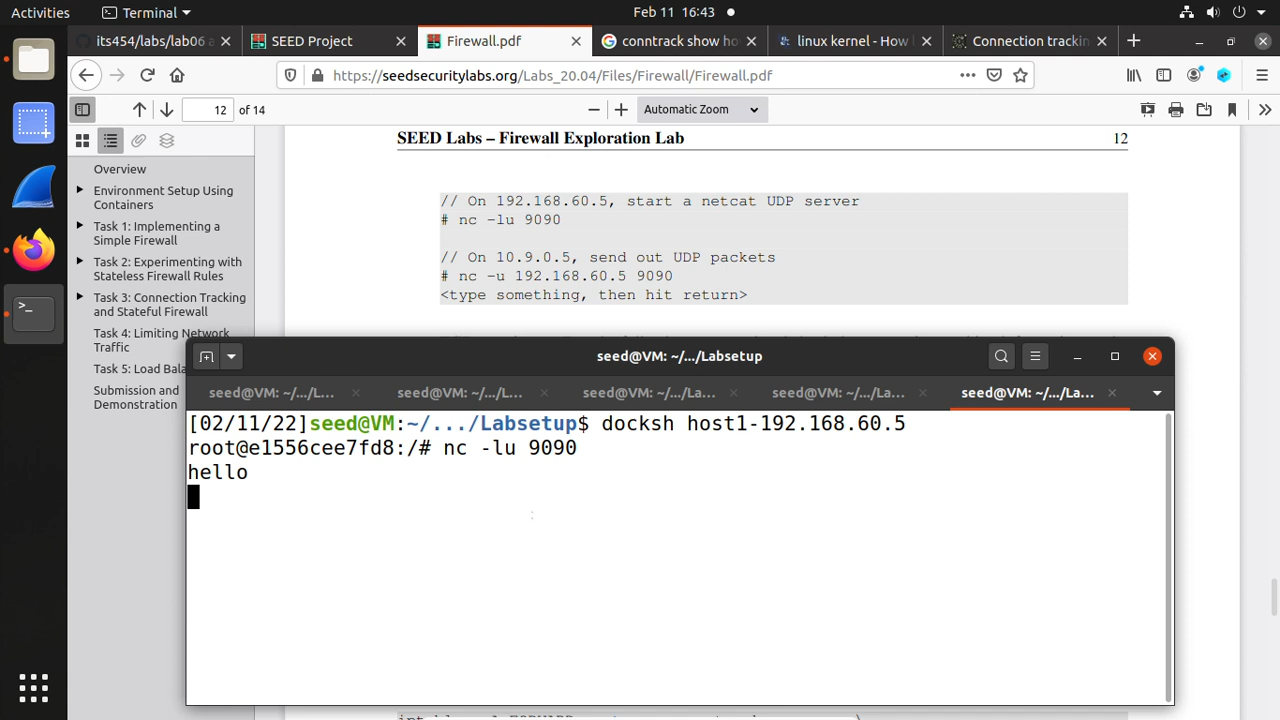 Activities Terminal Feb 11 16:43
its454/labs/lab06 a SEED Project Firewall.pdf conntrack show ho linux kernel - How Connection trackin
https://seedsecuritylabs.org/Labs_20.04/Files/Firewall/Firewall.pdf
12 of 14 Automatic Zoom
Overview
Environment Setup Using
Containers
Task 1: Implementing a
Simple Firewall
Task 2: Experimenting with
Stateless Firewall Rules
Task 3: Connection Tracking
and Stateful Firewall
Task 4: Limiting Network
Traffic
Task 5: Load Bala
Submission and
Demonstration
SEED Labs – Firewall Exploration Lab 12
// On 192.168.60.5, start a netcat UDP server
# nc -lu 9090
// On 10.9.0.5, send out UDP packets
# nc -u 192.168.60.5 9090
<type something, then hit return>
seed@VM: ~/.../Labsetup
seed@VM: ~/.../L... seed@VM: ~/.../L... seed@VM: ~/.../La... seed@VM: ~/.../La... seed@VM: ~/.../La...
[02/11/22]seed@VM:~/.../Labsetup$ docksh host1-192.168.60.5
root@e1556cee7fd8:/# nc -lu 9090
hello